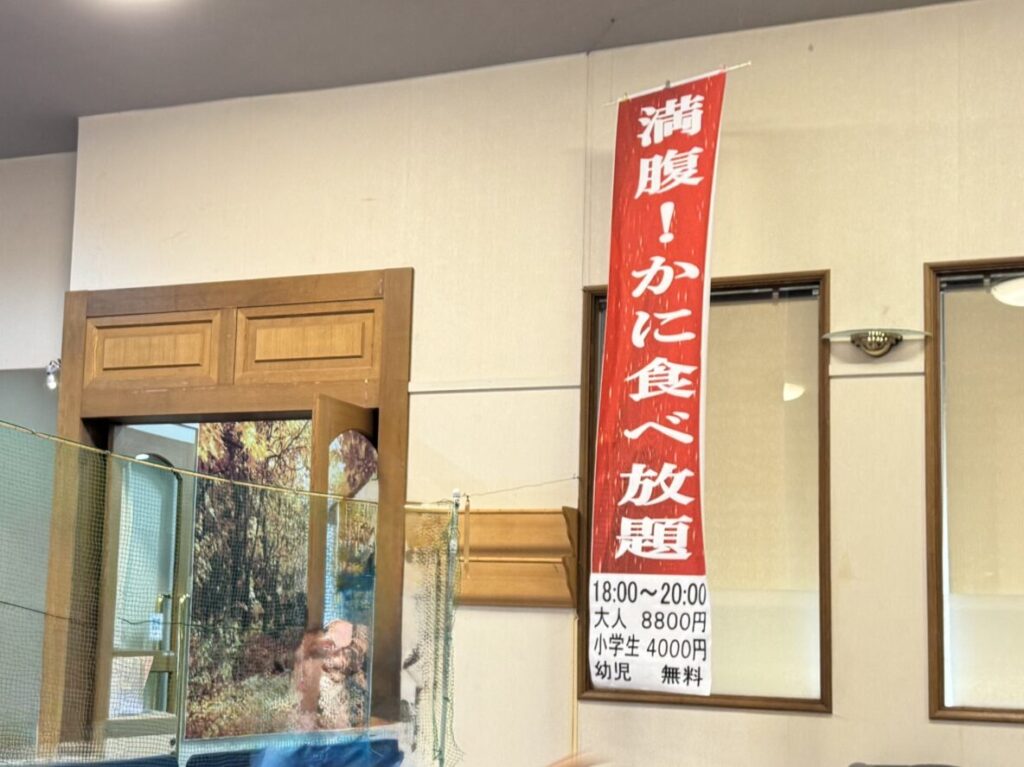 満腹!かに食べ放題
18:00～20:00
大人 8800円
小学生 4000円
幼児 無料